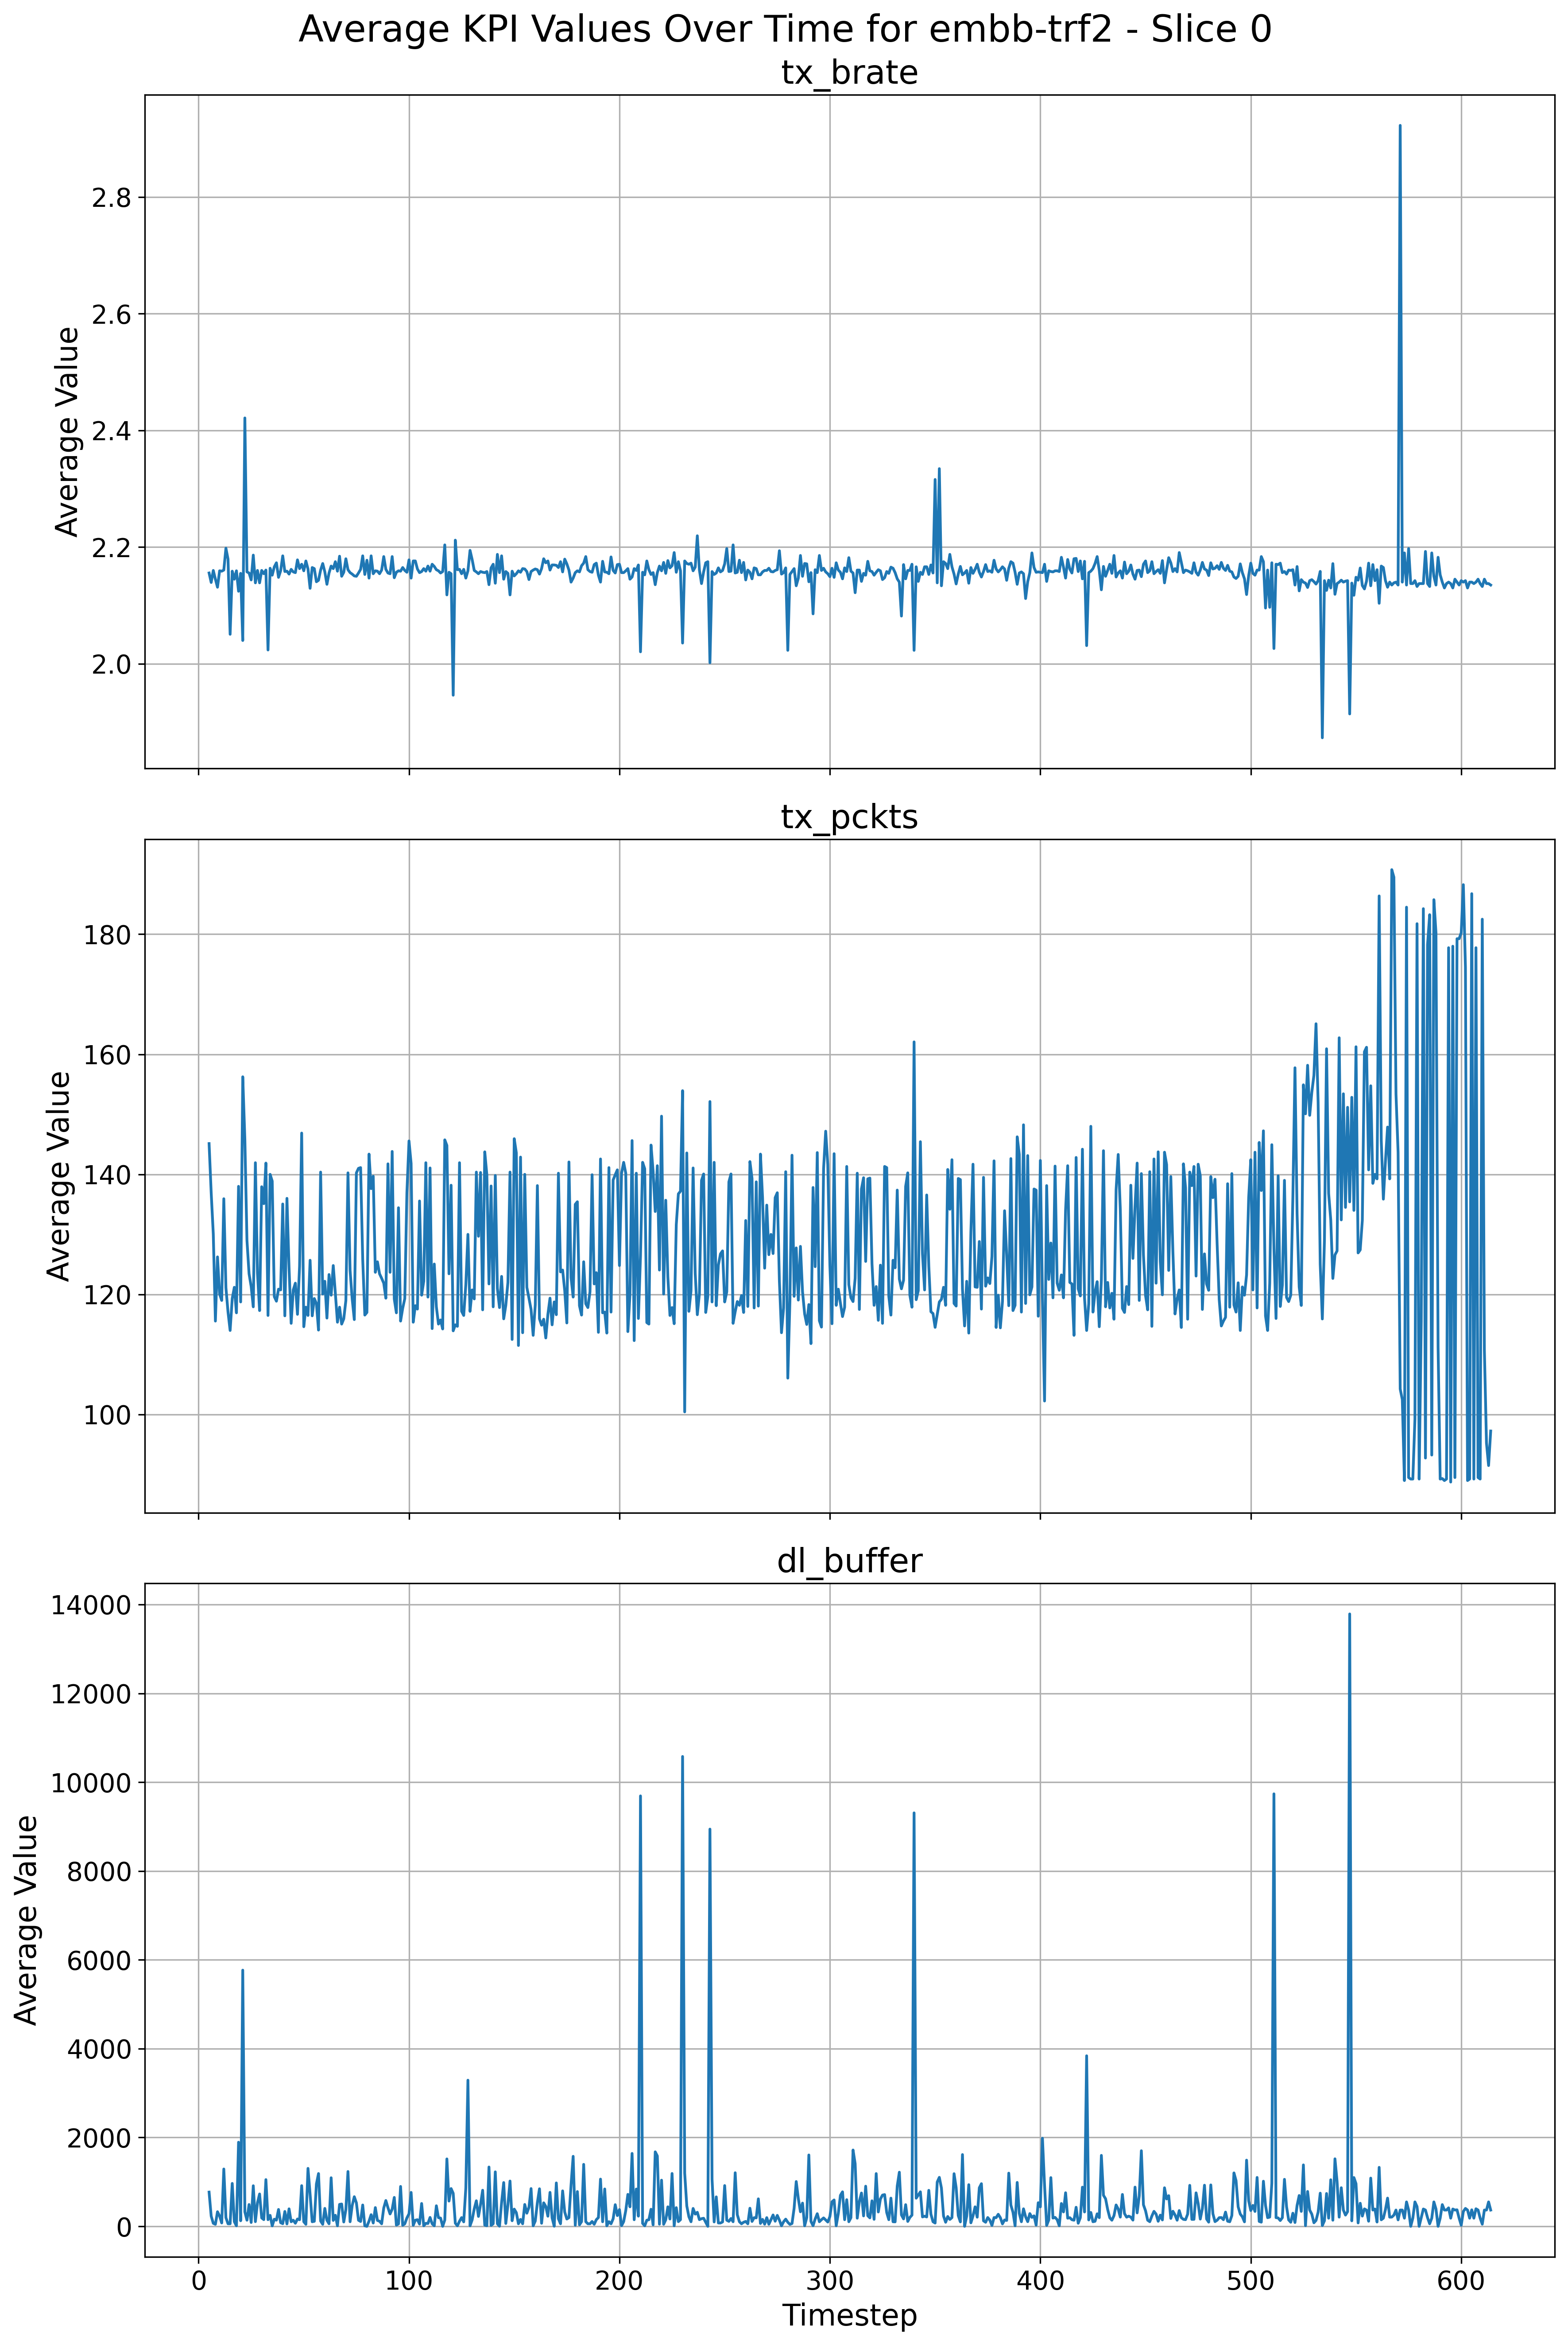 Average KPI Values Over Time for embb-trf2 - Slice 0
tx_brate
2.8
2.6
2.4
2.2
2.0
Average Value
tx_pckts
180
160
140
120
100
Average Value
dl_buffer
14000
12000
10000
8000
6000
4000
2000
0
Average Value
0 100 200 300 400 500 600
Timestep